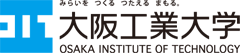 みらいを つくる つたえる まもる。
大阪工業大学
OSAKA INSTITUTE OF TECHNOLOGY